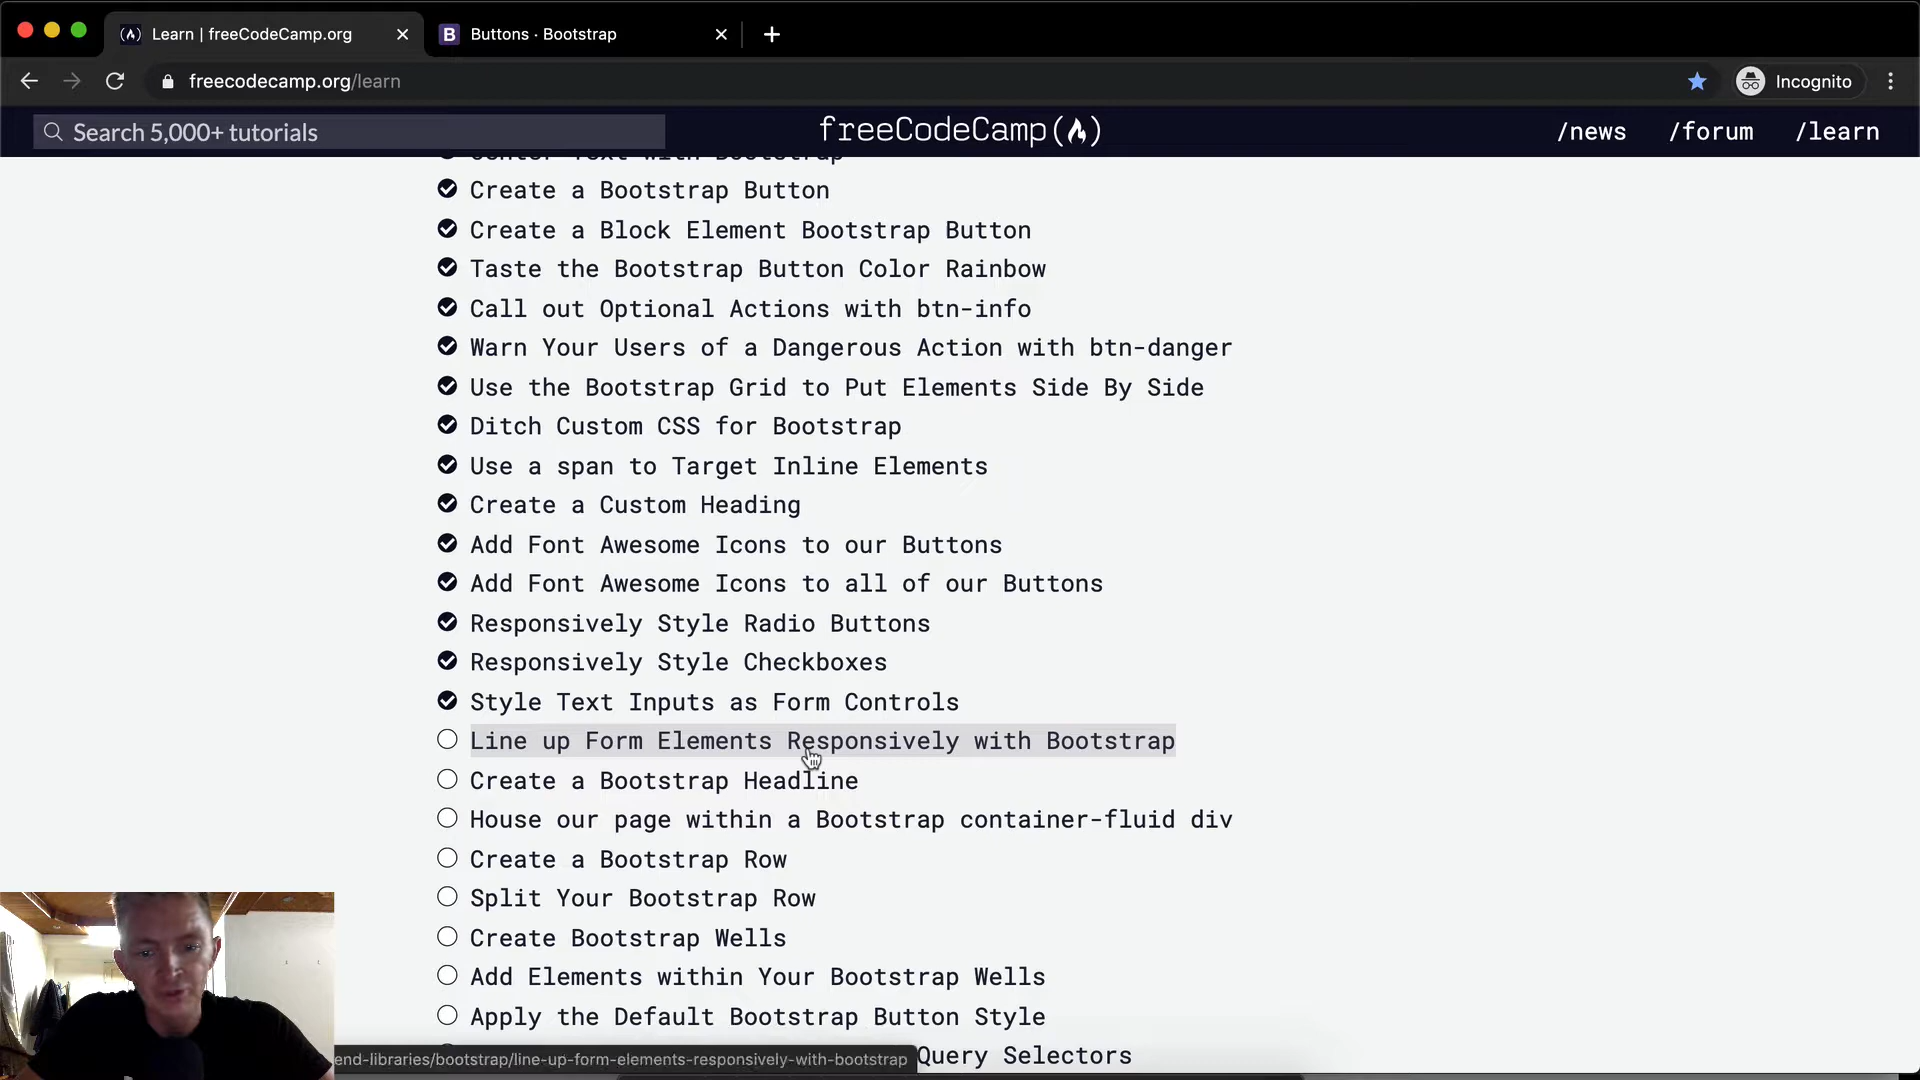 Learn | freeCodeCamp.org
Buttons · Bootstrap
freecodecamp.org/learn
Incognito
Search 5,000+ tutorials
freeCodeCamp
/news
/forum
/learn
Center Text with Bootstrap
Create a Bootstrap Button
Create a Block Element Bootstrap Button
Taste the Bootstrap Button Color Rainbow
Call out Optional Actions with btn-info
Warn Your Users of a Dangerous Action with btn-danger
Use the Bootstrap Grid to Put Elements Side By Side
Ditch Custom CSS for Bootstrap
Use a span to Target Inline Elements
Create a Custom Heading
Add Font Awesome Icons to our Buttons
Add Font Awesome Icons to all of our Buttons
Responsively Style Radio Buttons
Responsively Style Checkboxes
Style Text Inputs as Form Controls
Line up Form Elements Responsively with Bootstrap
Create a Bootstrap Headline
House our page within a Bootstrap container-fluid div
Create a Bootstrap Row
Split Your Bootstrap Row
Create Bootstrap Wells
Add Elements within Your Bootstrap Wells
Apply the Default Bootstrap Button Style
Query Selectors
end-libraries/bootstrap/line-up-form-elements-responsively-with-bootstrap